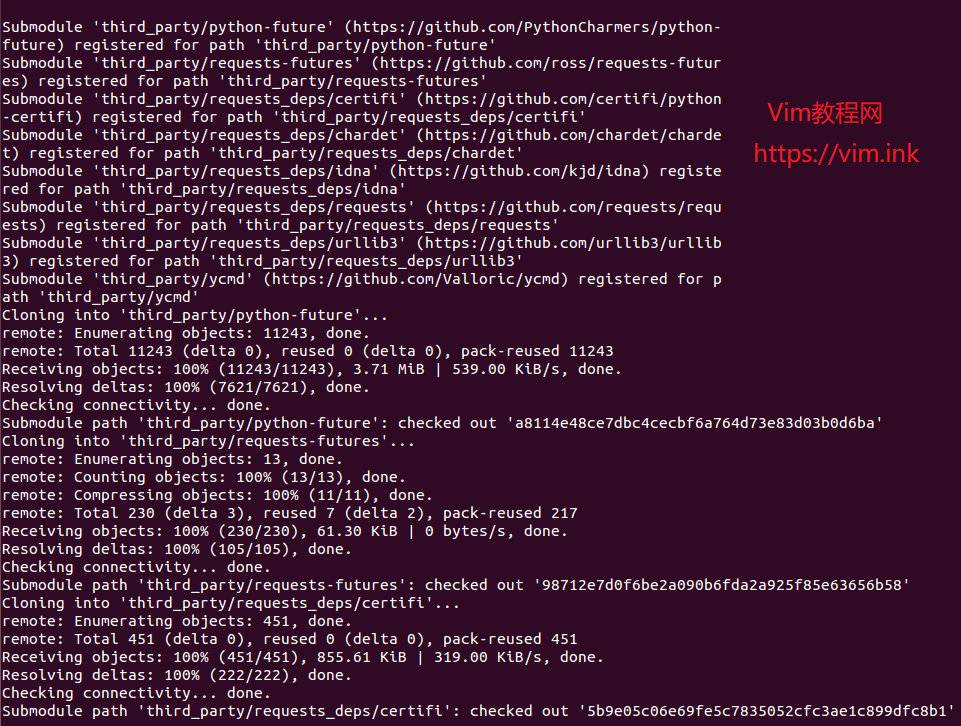 Submodule 'third_party/python-future' (https://github.com/PythonCharmers/python-
future) registered for path 'third_party/python-future'
Submodule 'third_party/requests-futures' (https://github.com/ross/requests-futur
es) registered for path 'third_party/requests-futures'
Submodule 'third_party/requests_deps/certifi' (https://github.com/certifi/python
-certifi) registered for path 'third_party/requests_deps/certifi'
Submodule 'third_party/requests_deps/chardet' (https://github.com/chardet/charde
t) registered for path 'third_party/requests_deps/chardet'
Submodule 'third_party/requests_deps/idna' (https://github.com/kjd/idna) registe
red for path 'third_party/requests_deps/idna'
Submodule 'third_party/requests_deps/requests' (https://github.com/requests/requ
ests) registered for path 'third_party/requests_deps/requests'
Submodule 'third_party/requests_deps/urllib3' (https://github.com/urllib3/urllib
3) registered for path 'third_party/requests_deps/urllib3'
Submodule 'third_party/ycmd' (https://github.com/Valloric/ycmd) registered for p
ath 'third_party/ycmd'
Cloning into 'third_party/python-future'...
remote: Enumerating objects: 11243, done.
remote: Total 11243 (delta 0), reused 0 (delta 0), pack-reused 11243
Receiving objects: 100% (11243/11243), 3.71 MiB | 539.00 KiB/s, done.
Resolving deltas: 100% (7621/7621), done.
Checking connectivity... done.
Submodule path 'third_party/python-future': checked out 'a8114e48ce7dbc4cecbf6a764d73e83d03b0d6ba'
Cloning into 'third_party/requests-futures'...
remote: Enumerating objects: 13, done.
remote: Counting objects: 100% (13/13), done.
remote: Compressing objects: 100% (11/11), done.
remote: Total 230 (delta 3), reused 7 (delta 2), pack-reused 217
Receiving objects: 100% (230/230), 61.30 KiB | 0 bytes/s, done.
Resolving deltas: 100% (105/105), done.
Checking connectivity... done.
Submodule path 'third_party/requests-futures': checked out '98712e7d0f6be2a090b6fda2a925f85e63656b58'
Cloning into 'third_party/requests_deps/certifi'...
remote: Enumerating objects: 451, done.
remote: Total 451 (delta 0), reused 0 (delta 0), pack-reused 451
Receiving objects: 100% (451/451), 855.61 KiB | 319.00 KiB/s, done.
Resolving deltas: 100% (222/222), done.
Checking connectivity... done.
Submodule path 'third_party/requests_deps/certifi': checked out '5b9e05c06e69fe5c7835052cfc3ae1c899dfc8b1'
Vim教程网
https://vim.ink